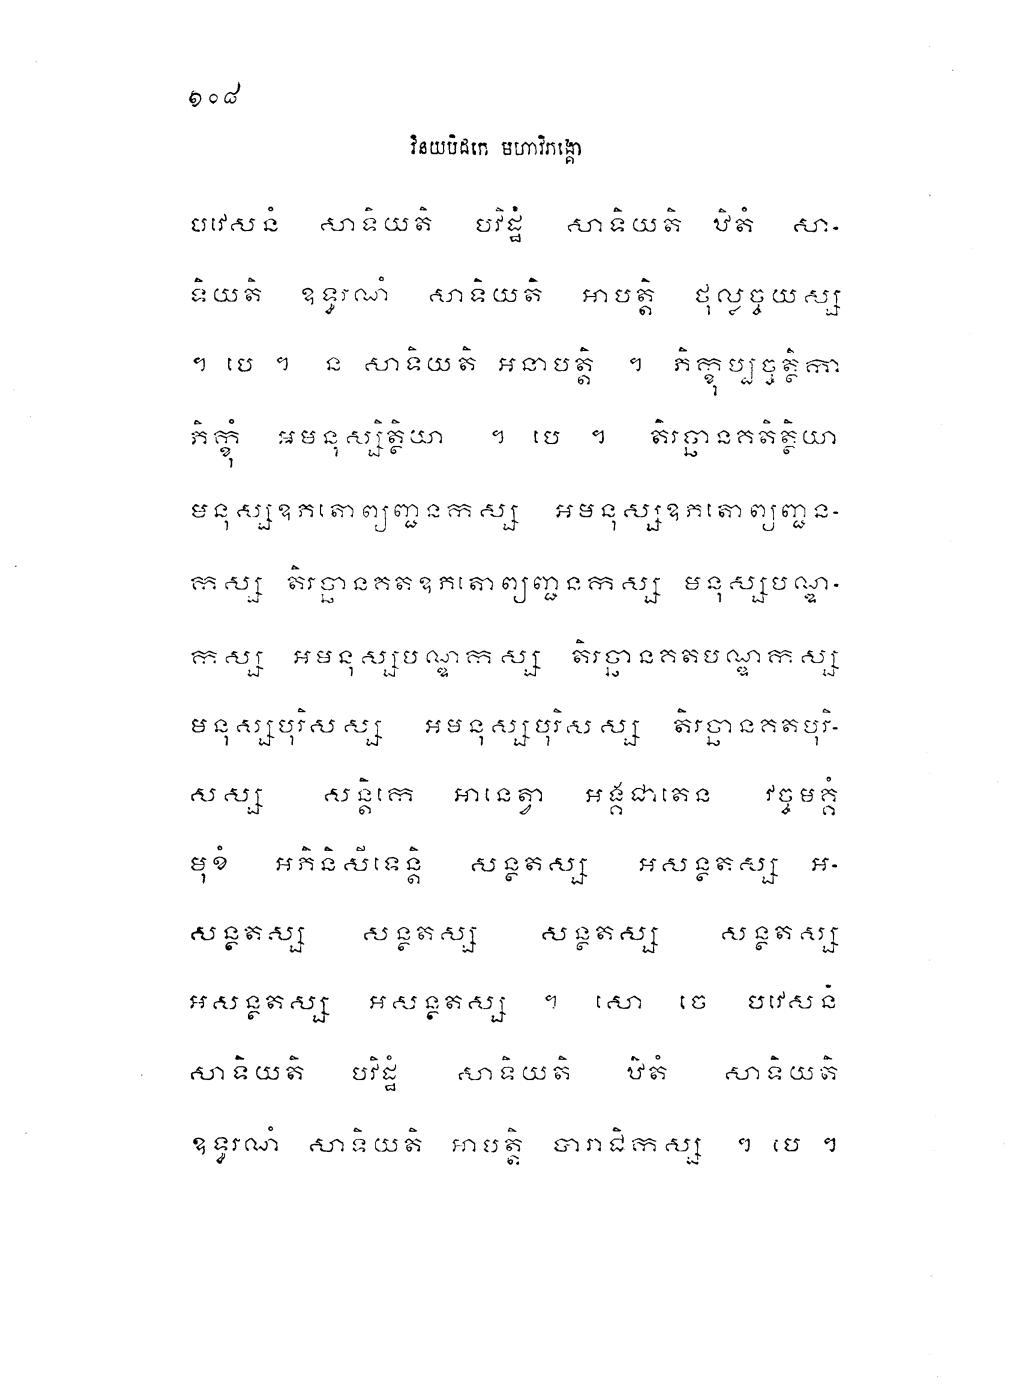 ១០៨
វិនយបិដកេ មហាវិភង្គោ
បវេសនំ សាទិយតិ បវិដ្ឋំ សាទិយតិ ឋិតំ សា-
ទិយតិ ឧទ្ធរណំ សាទិយតិ អាបត្តិ ថុល្លច្ចយស្ស
។ បេ ។ ន សាទិយតិ អនាបត្តិ ។ ភិក្ខុប្បច្ចត្ថិកា
ភិក្ខុំ អមនុស្សិត្ថិយា ។ បេ ។ តិរច្ឆានគតិត្ថិយា
មនុស្សឧភតោព្យញ្ជនកស្ស អមនុស្សឧភតោព្យញ្ជន-
កស្ស តិរច្ឆានគតឧភតោព្យញ្ជនកស្ស មនុស្សបណ្ឌ-
កស្ស អមនុស្សបណ្ឌកស្ស តិរច្ឆានគតបណ្ឌកស្ស
មនុស្សបុរិសស្ស អមនុស្សបុរិសស្ស តិរច្ឆានគតបុរិ-
សស្ស សន្តិកេ អានេត្វា អង្គជាតេន វច្ចមគ្គំ
មុខំ អភិនិសីទេន្តិ សន្ថតស្ស អសន្ថតស្ស អ-
សន្ថតស្ស សន្ថតស្ស សន្ថតស្ស សន្ថតស្ស
អសន្ថតស្ស អសន្ថតស្ស ។ សោ ចេ បវេសនំ
សាទិយតិ បវិដ្ឋំ សាទិយតិ ឋិតំ សាទិយតិ
ឧទ្ធរណំ សាទិយតិ អាបត្តិ បារាជិកស្ស ។ បេ ។